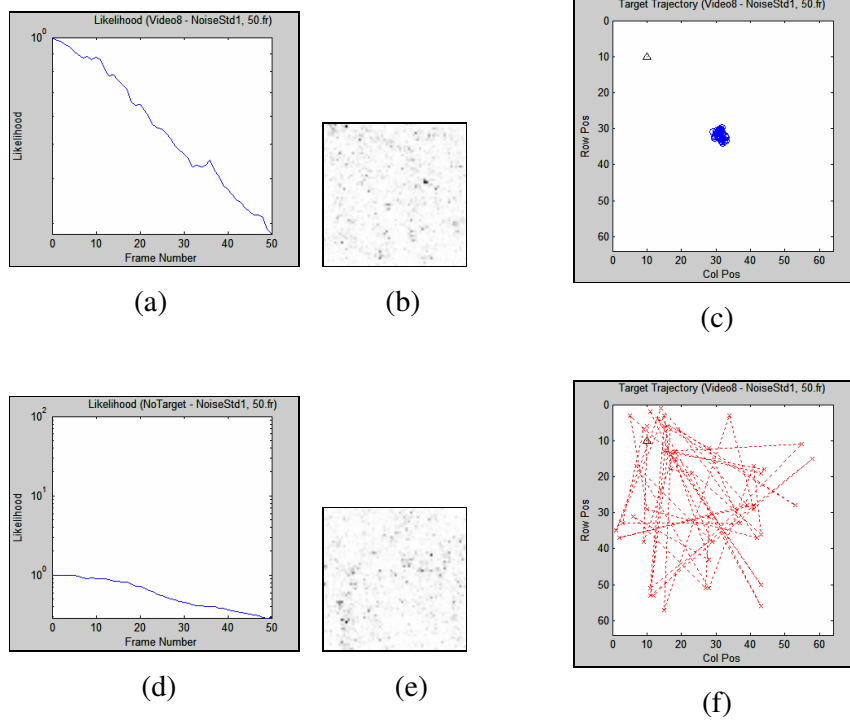 Likelihood (Video8 - NoiseStd1, 50.fr)
10^0
Likelihood
0 10 20 30 40 50
Frame Number
(a)
(b)
Target Trajectory (Video8 - NoiseStd1, 50.fr)
0
10
20
30
40
50
60
Row Pos
0 10 20 30 40 50 60
Col Pos
(c)
Likelihood (NoTarget - NoiseStd1, 50.fr)
10^2
10^1
10^0
Likelihood
0 10 20 30 40 50
Frame Number
(d)
(e)
Target Trajectory (Video8 - NoiseStd1, 50.fr)
0
10
20
30
40
50
60
Row Pos
0 10 20 30 40 50 60
Col Pos
(f)